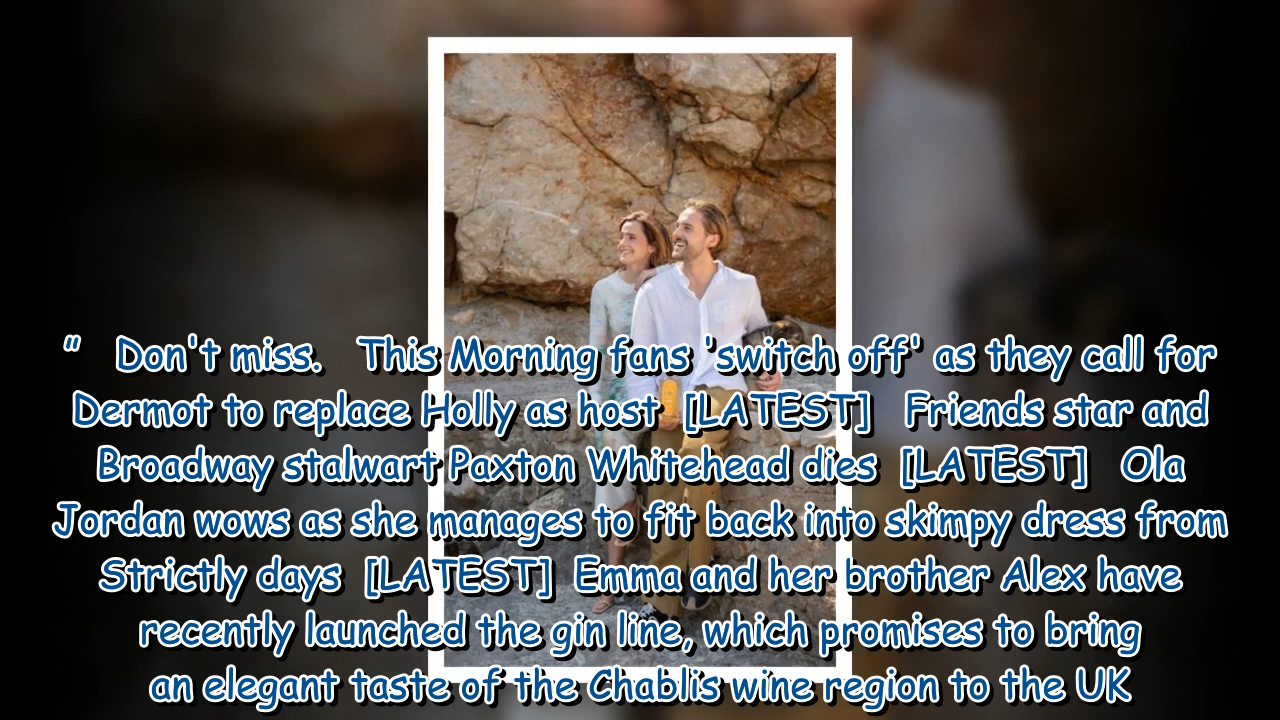 ” Don't miss. This Morning fans 'switch off' as they call for
Dermot to replace Holly as host [LATEST] Friends star and
Broadway stalwart Paxton Whitehead dies [LATEST] Ola
Jordan wows as she manages to fit back into skimpy dress from
Strictly days [LATEST] Emma and her brother Alex have
recently launched the gin line, which promises to bring
an elegant taste of the Chablis wine region to the UK